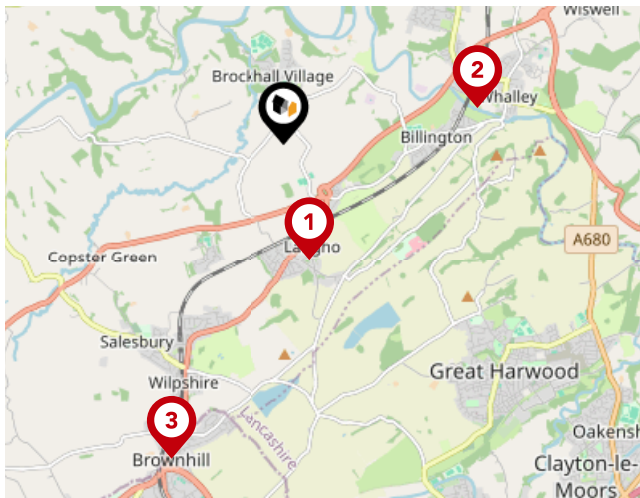 Wiswell
Brockhall Village
2
Whalley
Billington
1
Langho
A680
Copster Green
Salesbury
Great Harwood
Wilpshire
3
Lancashire
Oakensh
Brownhill
Clayton-le-
Moors